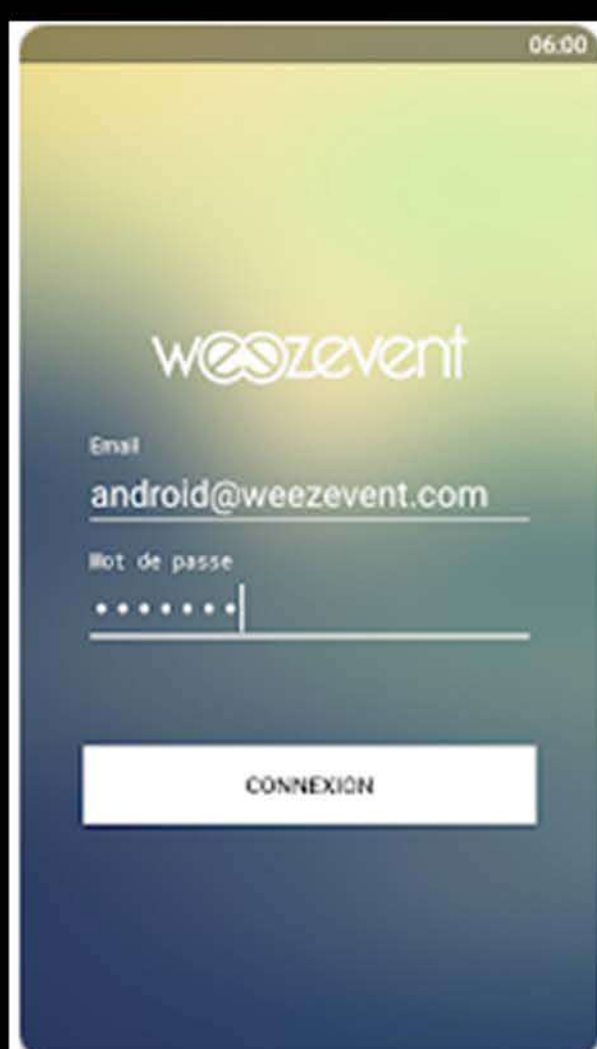 06:00
weezevent
Email
android@weezevent.com
Mot de passe
•••••••
CONNEXION